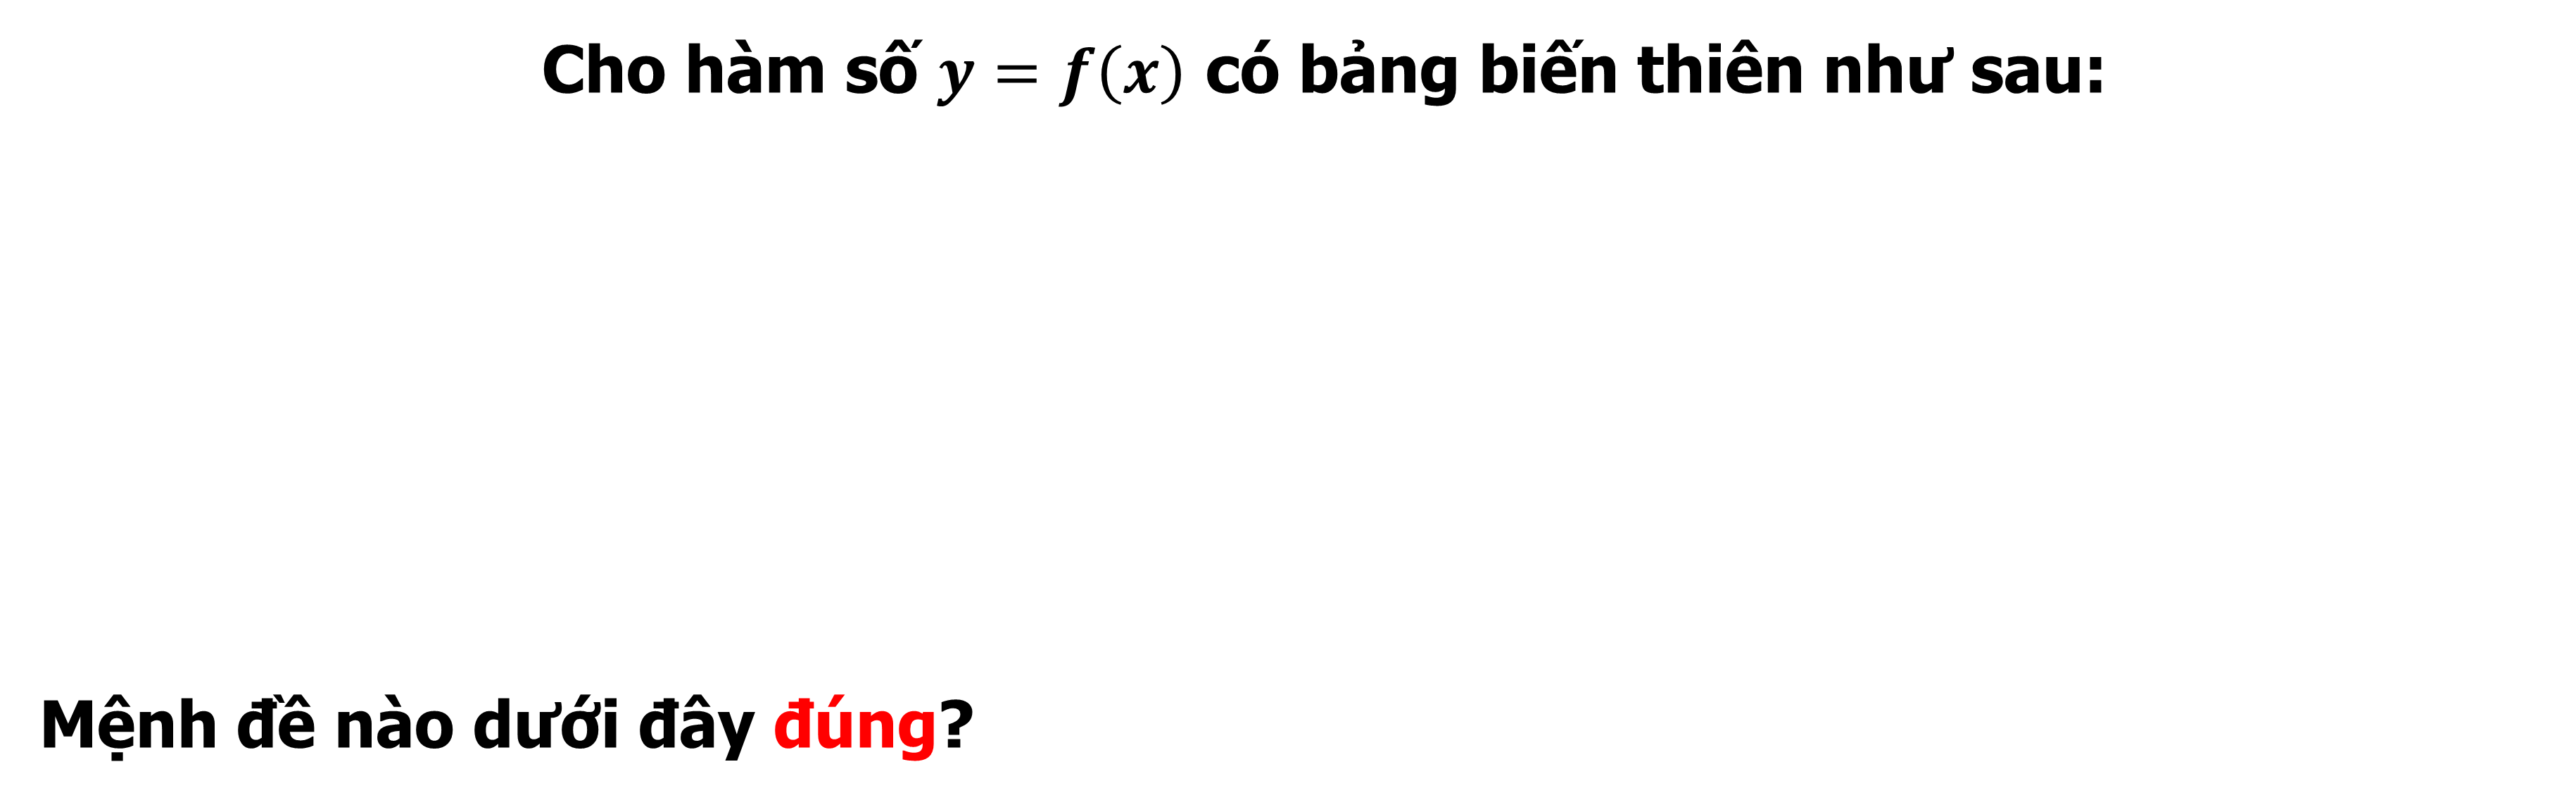 Cho hàm số y = f(x) có bảng biến thiên như sau:
Mệnh đề nào dưới đây đúng?